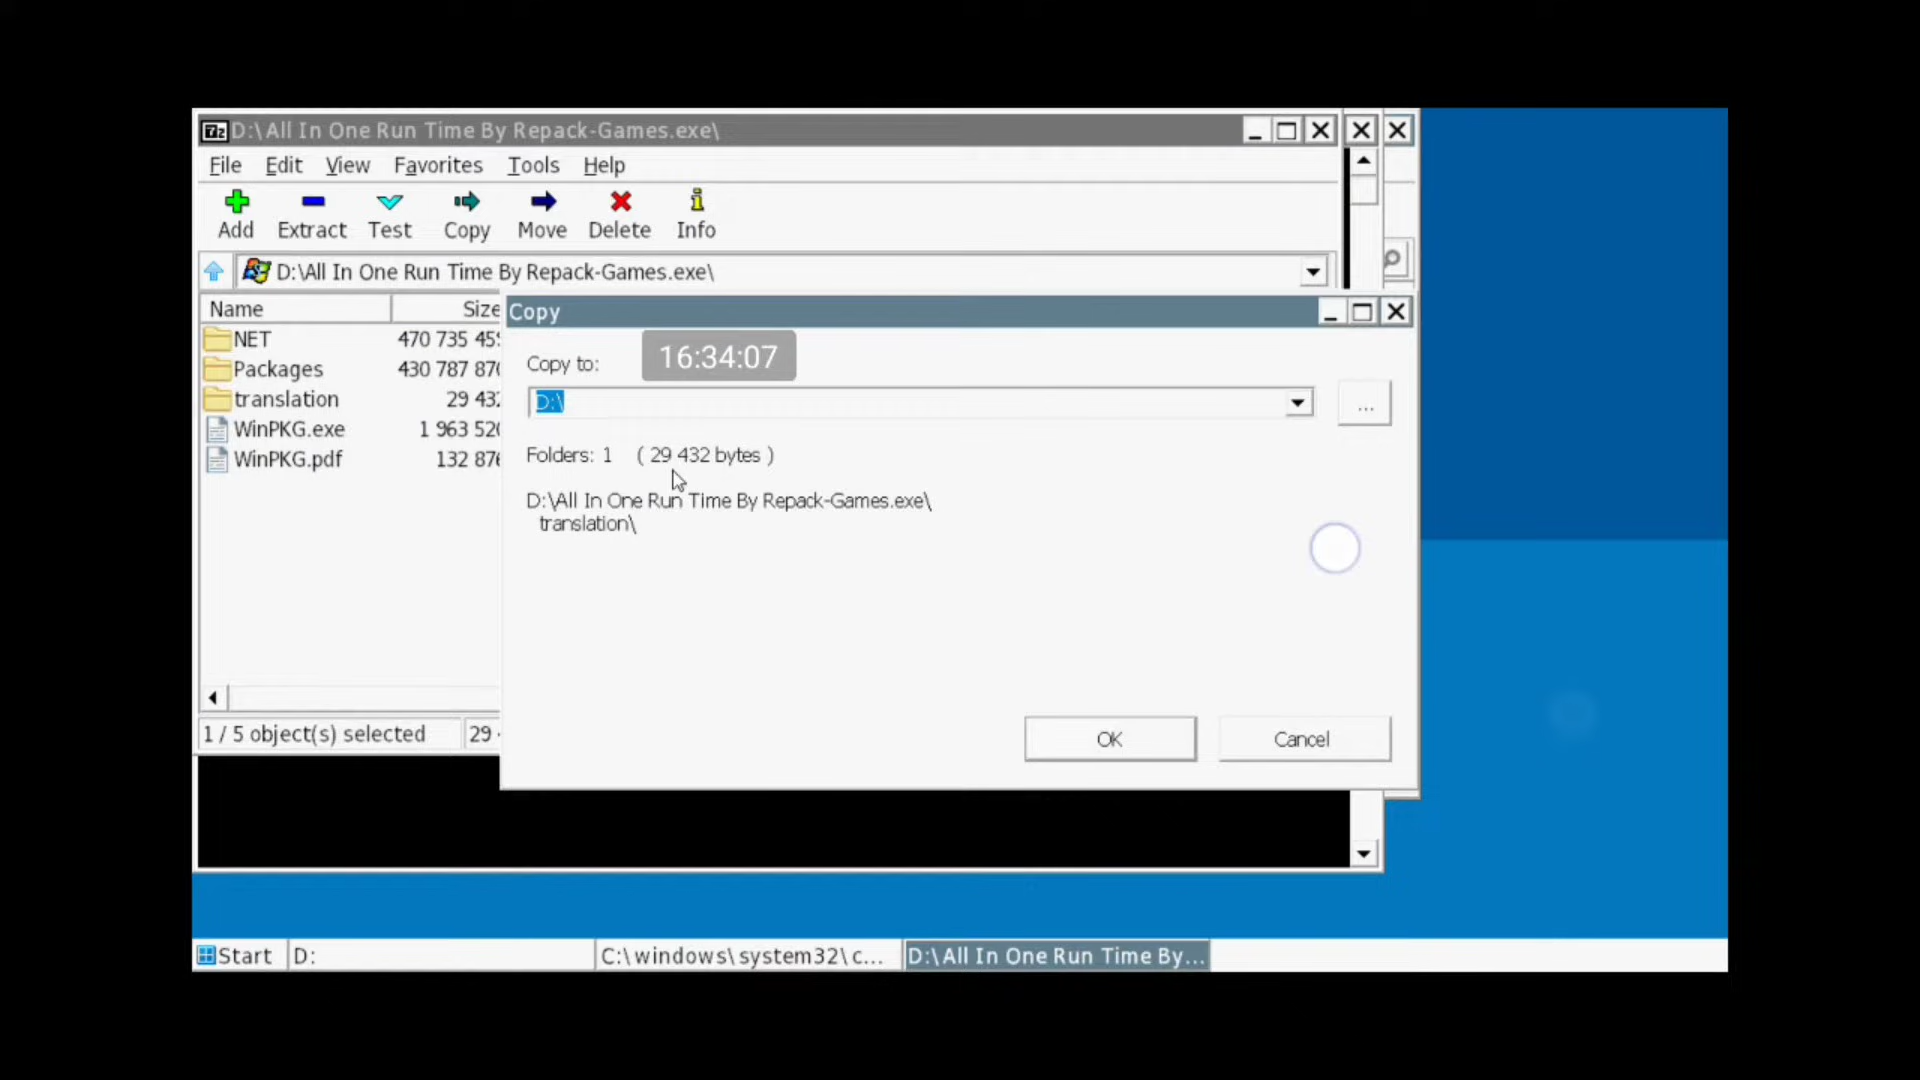 D:\All In One Run Time By Repack-Games.exe\
File Edit View Favorites Tools Help
Add Extract Test Copy Move Delete Info
D:\All In One Run Time By Repack-Games.exe\
Name Size
NET 470 735 45
Packages 430 787 87
translation 29 432
WinPKG.exe 1 963 520
WinPKG.pdf 132 876
1 / 5 object(s) selected 29
Copy
16:34:07
Copy to:
D:\
...
Folders: 1 ( 29 432 bytes )
D:\All In One Run Time By Repack-Games.exe\
translation\
OK Cancel
Start D: C:\windows\system32\c... D:\All In One Run Time By...